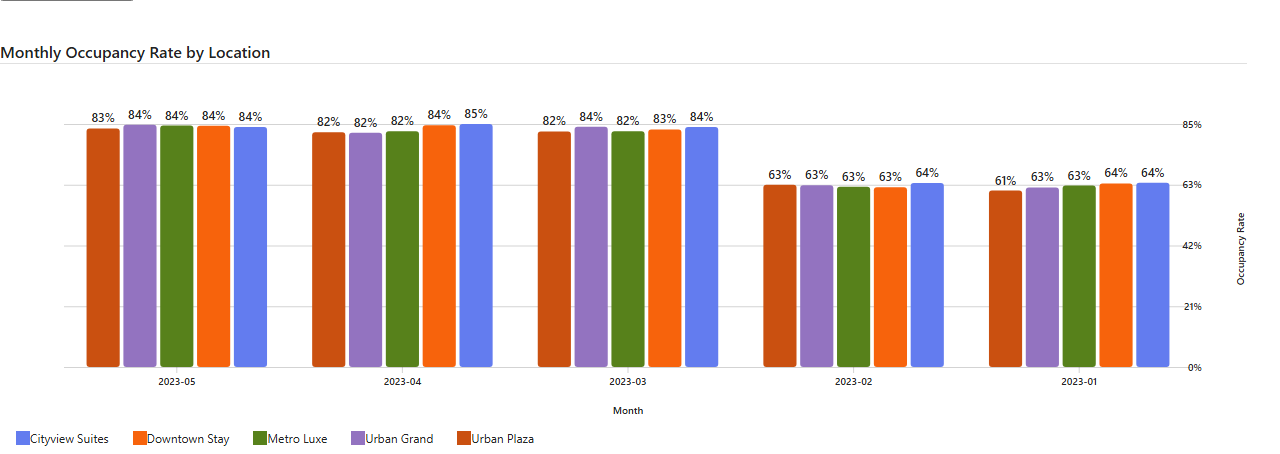 Monthly Occupancy Rate by Location
83% 84% 84% 84% 84%
82% 82% 82% 84% 85%
82% 84% 82% 83% 84%
63% 63% 63% 63% 64%
61% 63% 63% 64% 64%
85%
63%
42%
21%
0%
Occupancy Rate
2023-05 2023-04 2023-03 2023-02 2023-01
Month
Cityview Suites Downtown Stay Metro Luxe Urban Grand Urban Plaza